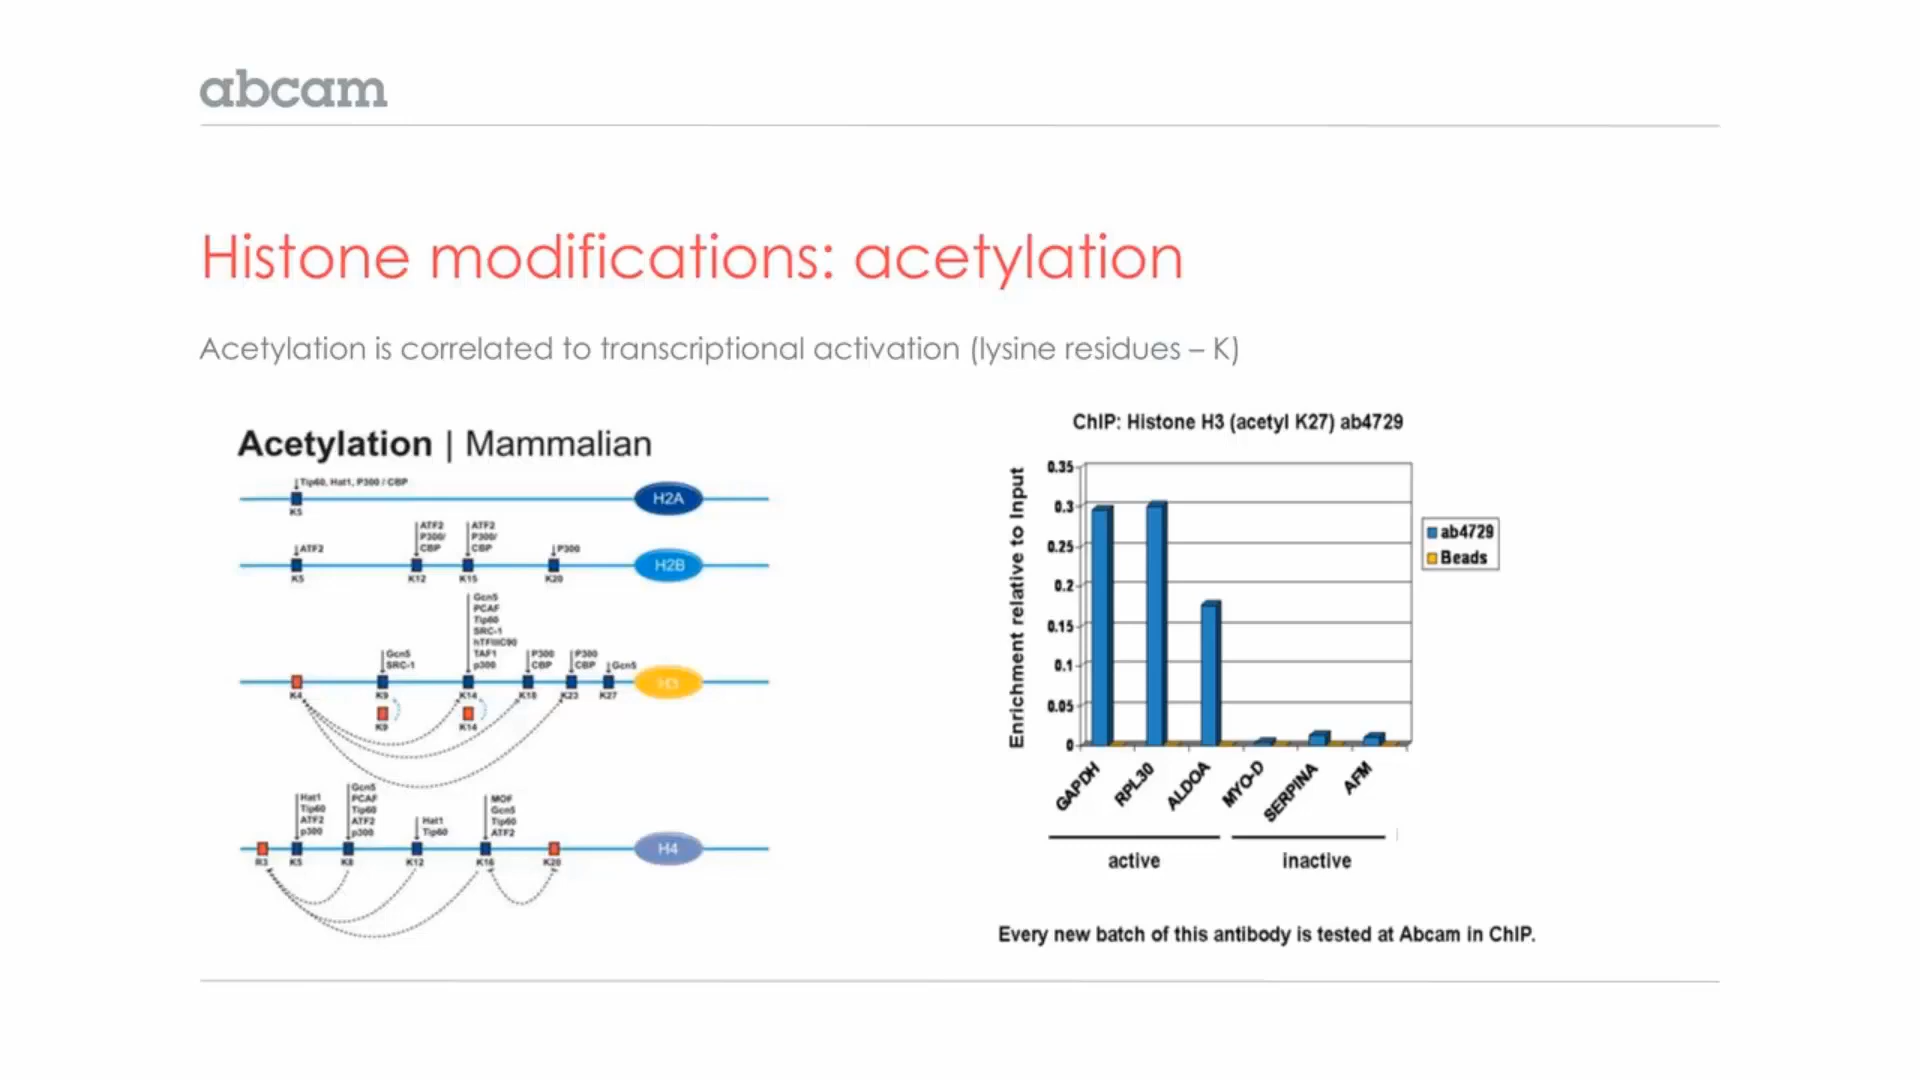 abcam
Histone modifications: acetylation
Acetylation is correlated to transcriptional activation (lysine residues – K)
Acetylation | Mammalian
Tip60, Hat1, P300 / CBP
K5
H2A
ATF2
P300/
CBP
ATF2
P300/
CBP
ATF2
P300
K5
K12
K15
K20
H2B
Gcn5
PCAF
Tip60
SRC-1
hTFIIIC90
TAF1
p300
Gcn5
SRC-1
P300
CBP
P300
CBP
Gcn5
K4
K9
K14
K18
K23
K27
H3
K9
K14
Hat1
Tip60
ATF2
p300
Gcn5
PCAF
Tip60
ATF2
p300
Hat1
Tip60
MOF
Gcn5
Tip60
ATF2
R3
K5
K8
K12
K16
K20
H4
ChIP: Histone H3 (acetyl K27) ab4729
Enrichment relative to Input
0.35
0.3
0.25
0.2
0.15
0.1
0.05
0
GAPDH
RPL30
ALDOA
MYO-D
SERPINA
AFM
active
inactive
ab4729
Beads
Every new batch of this antibody is tested at Abcam in ChIP.